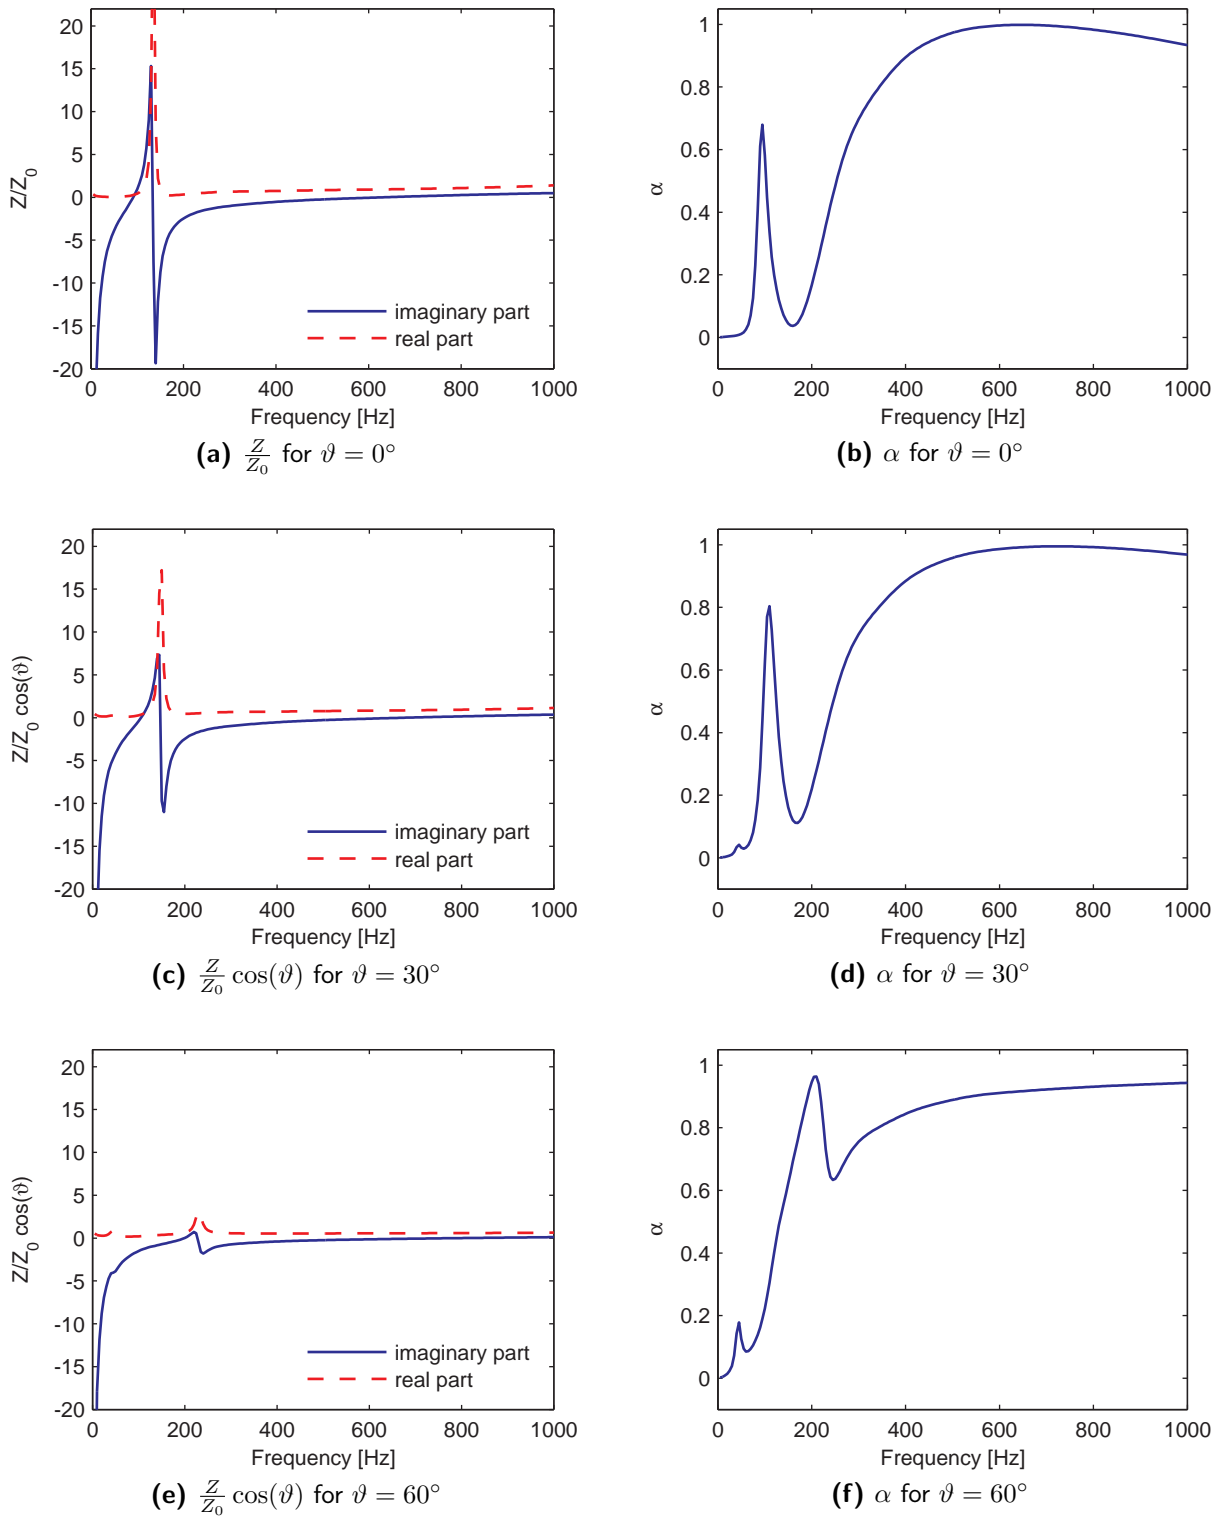 20
15
10
5
0
-5
-10
-15
-20
0 200 400 600 800 1000
Z/Z0
Frequency [Hz]
imaginary part
real part
(a) Z/Z0 for ϑ = 0°
1
0.8
0.6
0.4
0.2
0
0 200 400 600 800 1000
α
Frequency [Hz]
(b) α for ϑ = 0°
20
15
10
5
0
-5
-10
-15
-20
0 200 400 600 800 1000
Z/Z0 cos(ϑ)
Frequency [Hz]
imaginary part
real part
(c) Z/Z0 cos(ϑ) for ϑ = 30°
1
0.8
0.6
0.4
0.2
0
0 200 400 600 800 1000
α
Frequency [Hz]
(d) α for ϑ = 30°
20
15
10
5
0
-5
-10
-15
-20
0 200 400 600 800 1000
Z/Z0 cos(ϑ)
Frequency [Hz]
imaginary part
real part
(e) Z/Z0 cos(ϑ) for ϑ = 60°
1
0.8
0.6
0.4
0.2
0
0 200 400 600 800 1000
α
Frequency [Hz]
(f) α for ϑ = 60°